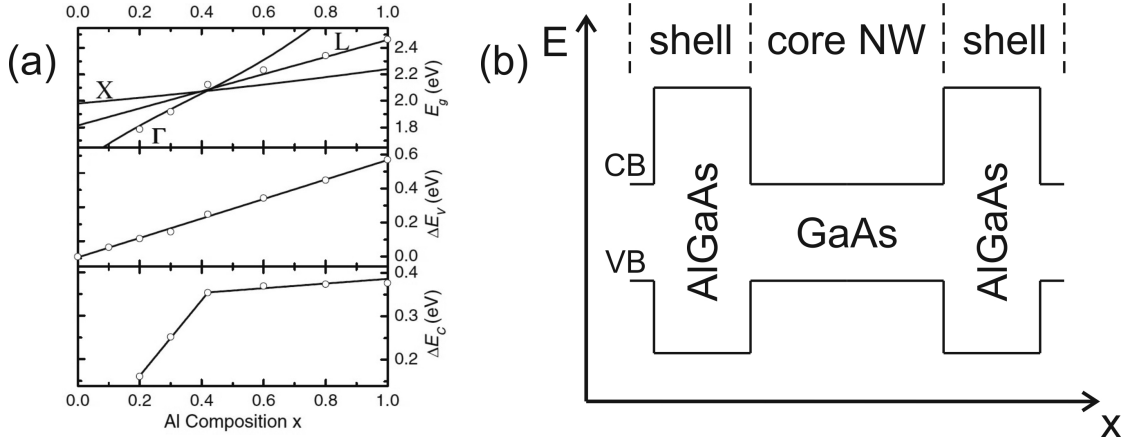 (a)
0.0 0.2 0.4 0.6 0.8 1.0
X
L
Γ
2.4
2.2
2.0
1.8
E_g (eV)
0.6
0.4
0.2
0.0
ΔE_V (eV)
0.4
0.3
0.2
ΔE_C (eV)
0.0 0.2 0.4 0.6 0.8 1.0
Al Composition x
(b)
E
shell core NW shell
CB
VB
AlGaAs
GaAs
AlGaAs
x